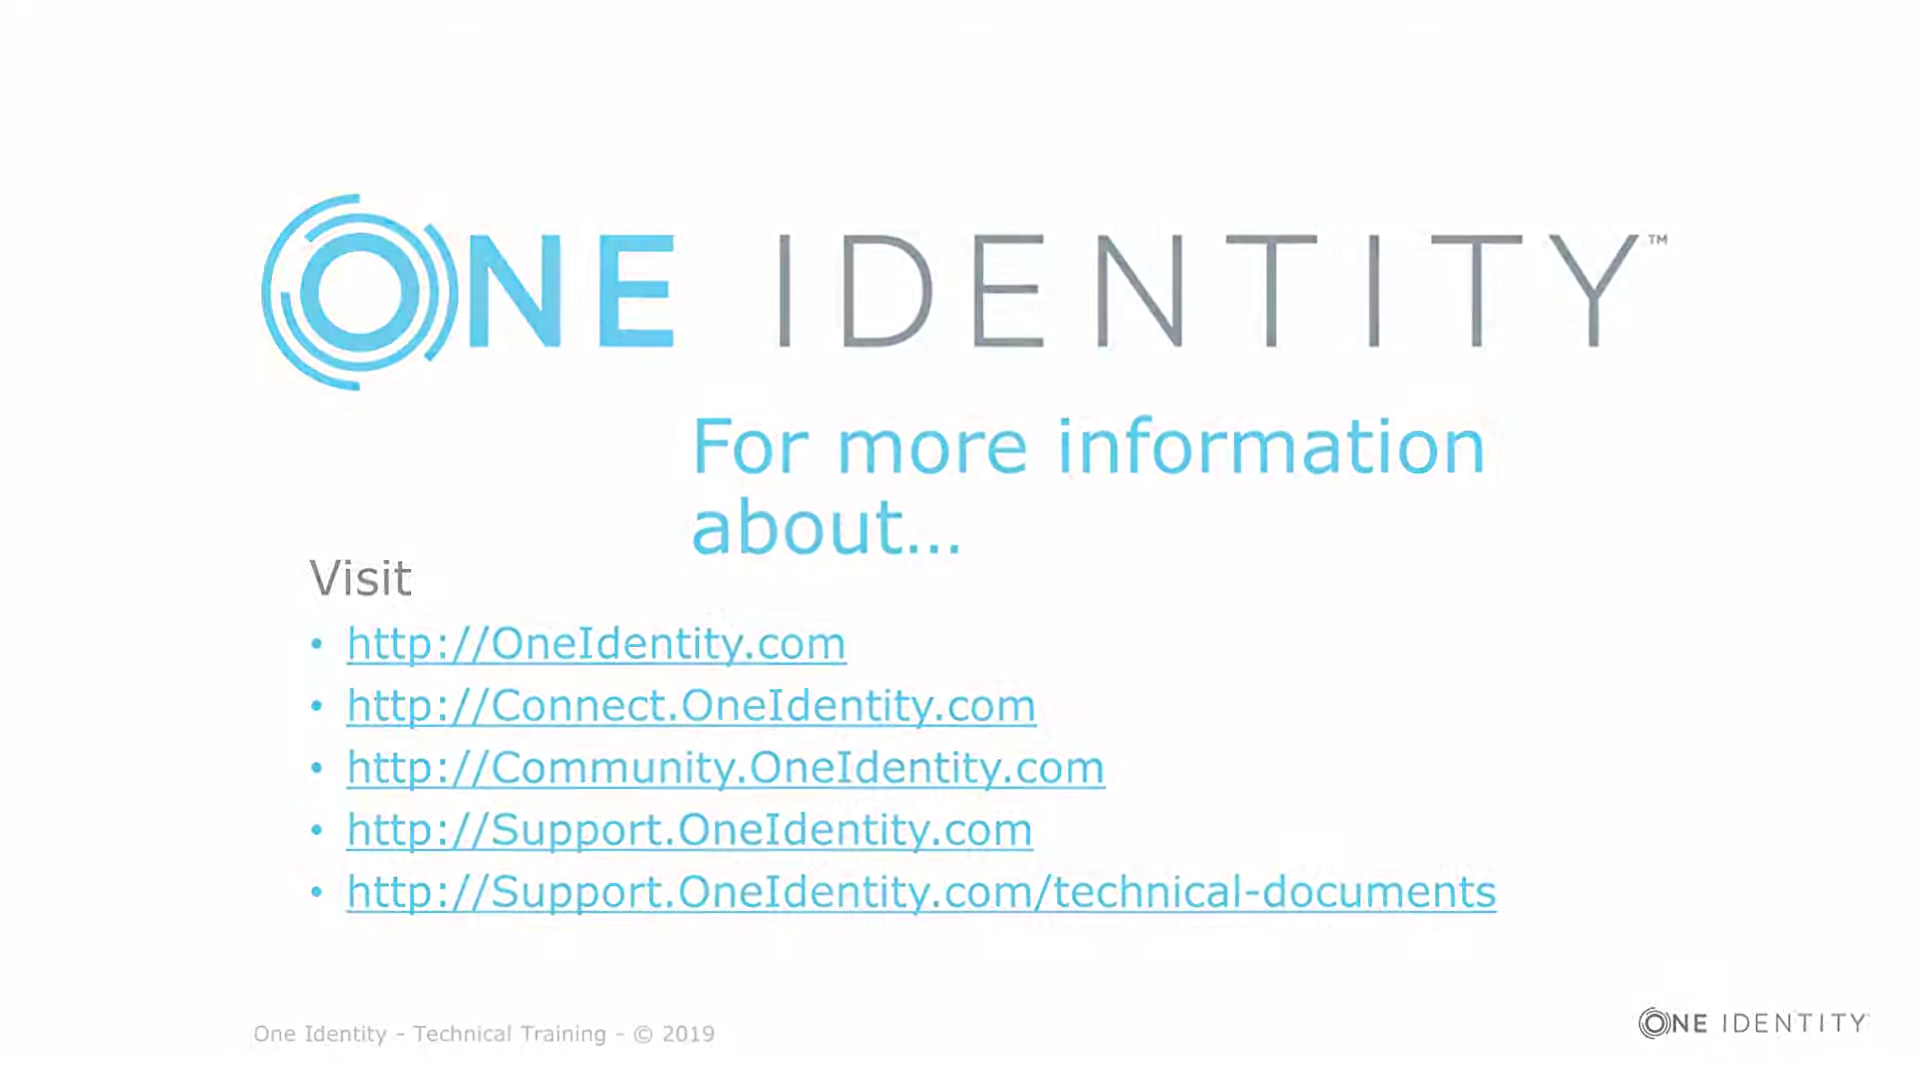 ONE IDENTITY™
For more information
about...
Visit
• http://OneIdentity.com
• http://Connect.OneIdentity.com
• http://Community.OneIdentity.com
• http://Support.OneIdentity.com
• http://Support.OneIdentity.com/technical-documents
One Identity - Technical Training - © 2019
ONE IDENTITY